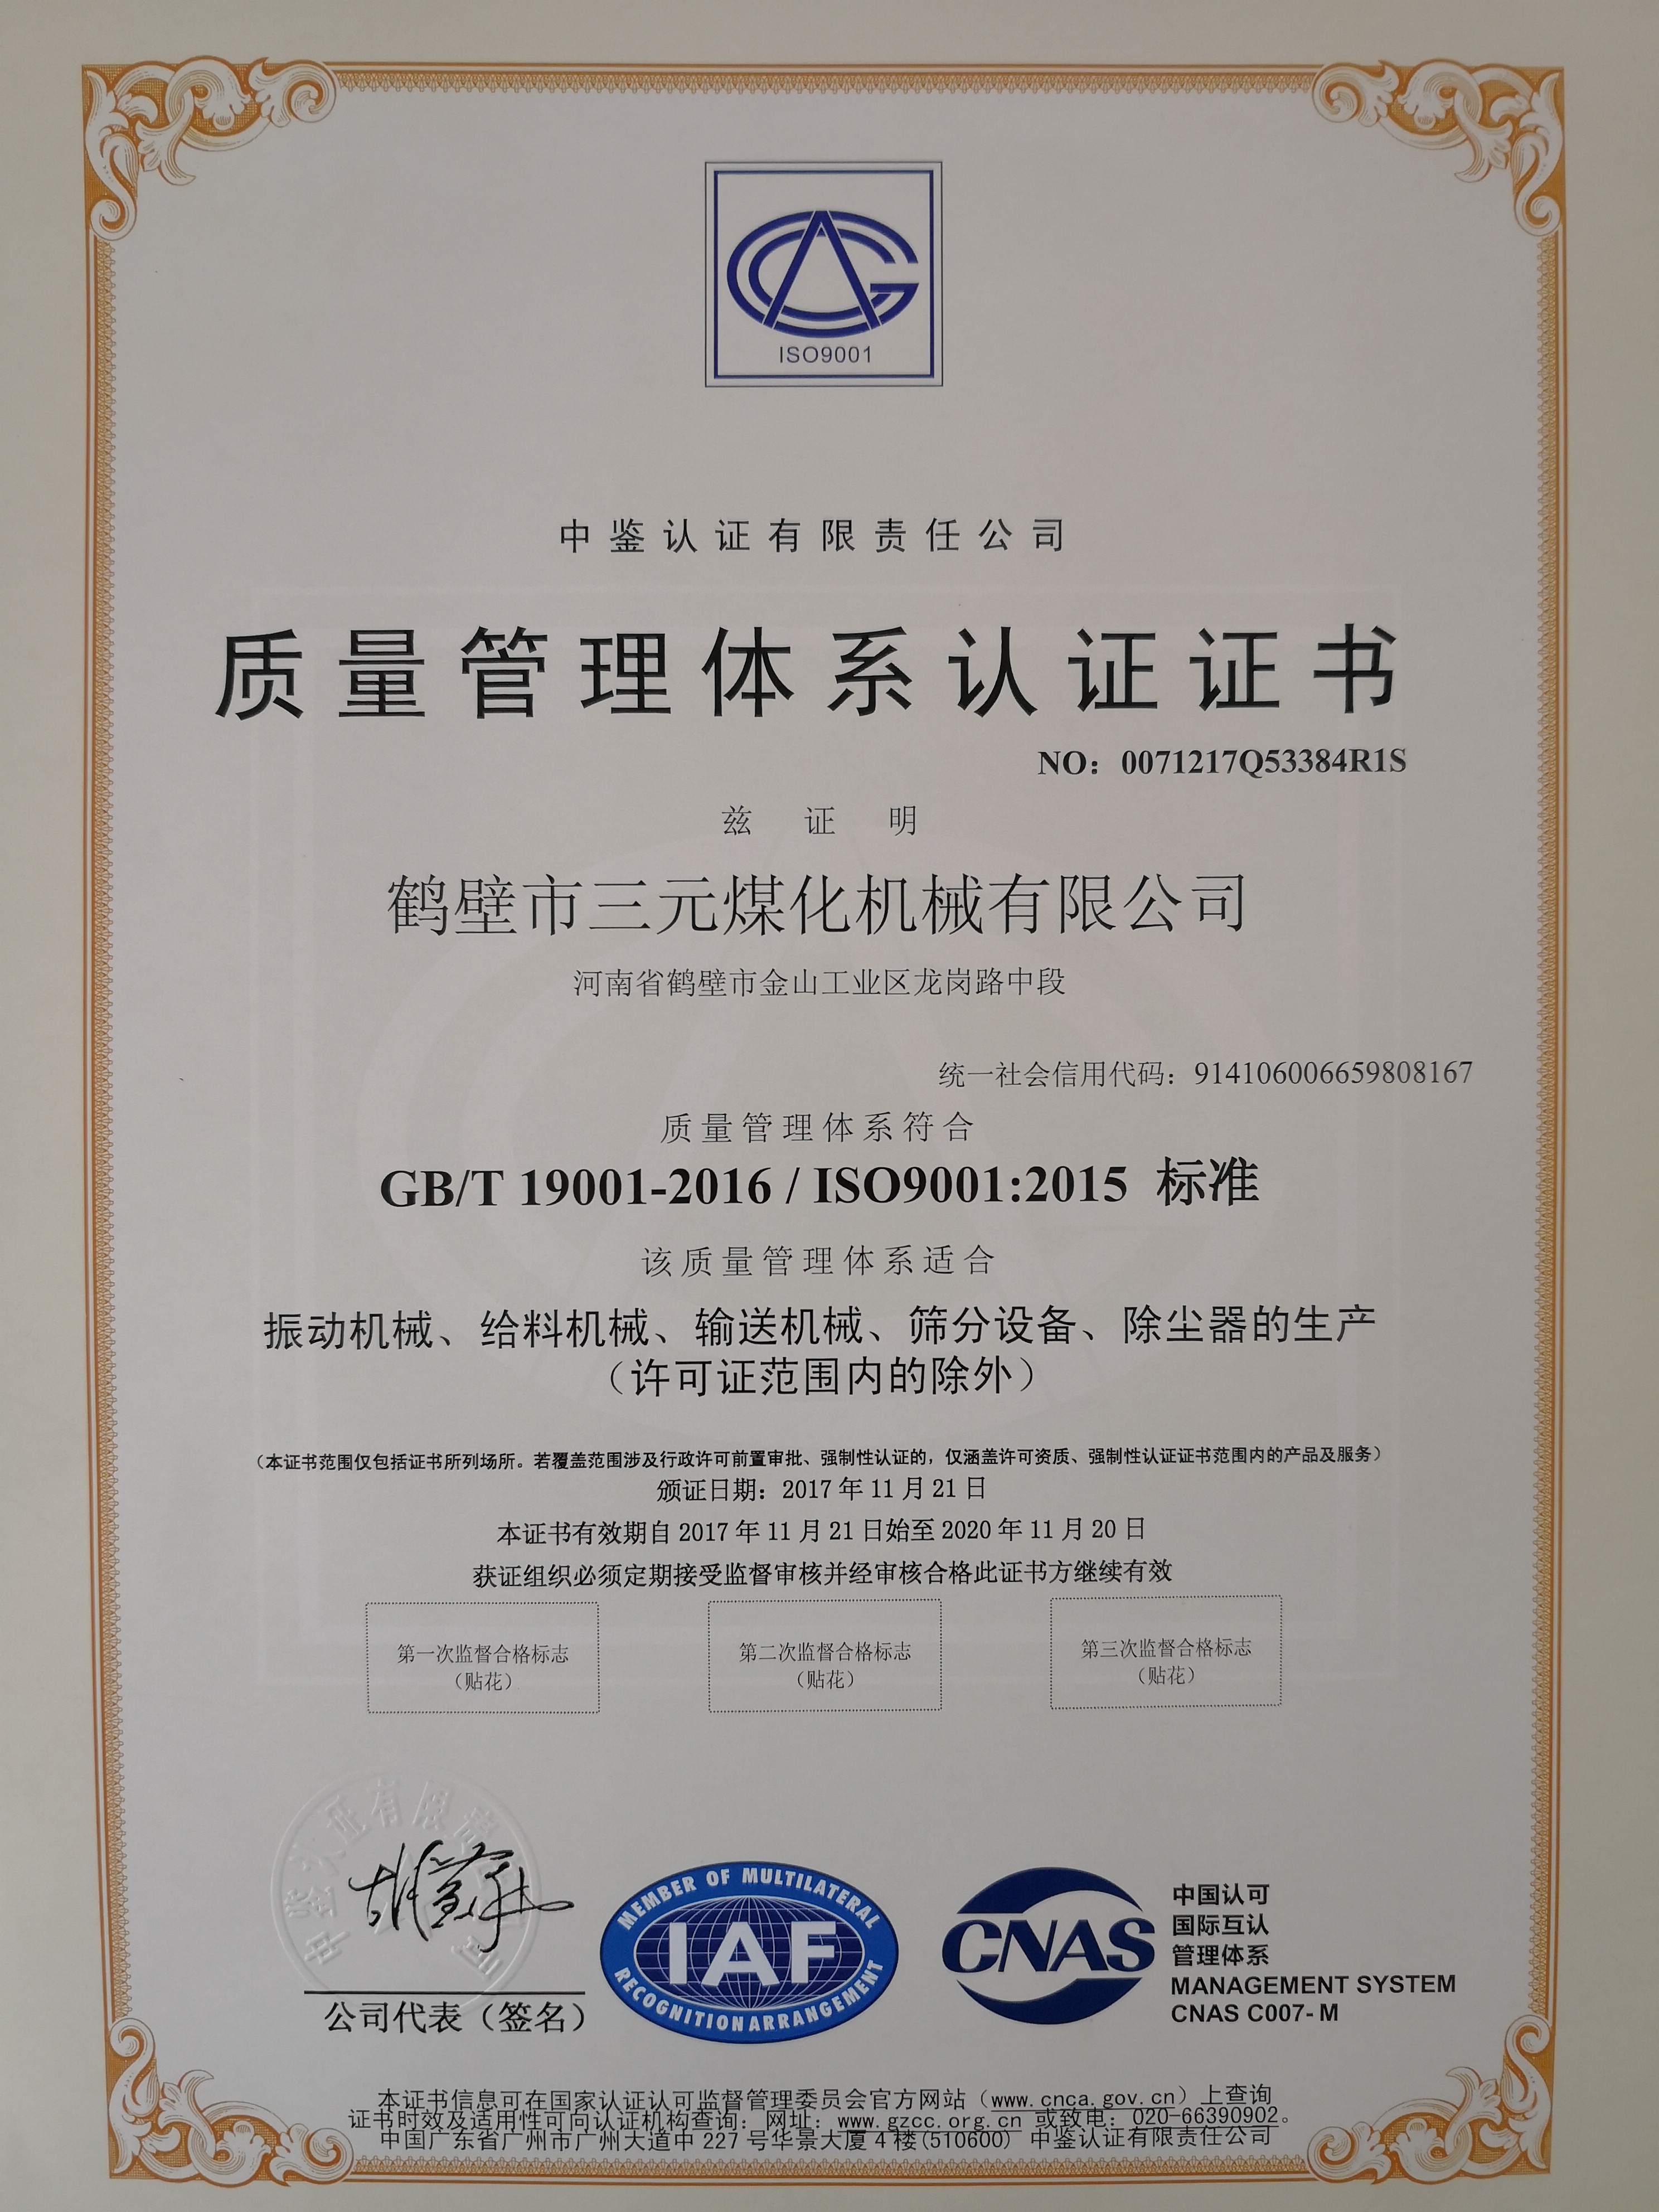 ISO9001
中鉴认证有限责任公司
质量管理体系认证证书
NO：0071217Q53384R1S
兹证明
鹤壁市三元煤化机械有限公司
河南省鹤壁市金山工业区龙岗路中段
统一社会信用代码：914106006659808167
质量管理体系符合
GB/T 19001-2016 / ISO9001:2015 标准
该质量管理体系适合
振动机械、给料机械、输送机械、筛分设备、除尘器的生产
（许可证范围内的除外）
（本证书范围仅包括证书所列场所。若覆盖范围涉及行政许可前置审批、强制性认证的，仅涵盖许可资质、强制性认证证书范围内的产品及服务）
颁证日期：2017 年 11 月 21 日
本证书有效期自 2017 年 11 月 21 日始至 2020 年 11 月 20 日
获证组织必须定期接受监督审核并经审核合格此证书方继续有效
第一次监督合格标志
（贴花）
第二次监督合格标志
（贴花）
第三次监督合格标志
（贴花）
公司代表（签名）
MEMBER OF MULTILATERAL
IAF
RECOGNITION ARRANGEMENT
CNAS
中国认可
国际互认
管理体系
MANAGEMENT SYSTEM
CNAS C007-M
本证书信息可在国家认证认可监督管理委员会官方网站（www.cnca.gov.cn）上查询
证书时效及适用性可向认证机构查询：网址：www.gzcc.org.cn 或致电：020-66390902。
中国广东省广州市广州大道中 227 号华景大厦 4 楼(510600) 中鉴认证有限责任公司